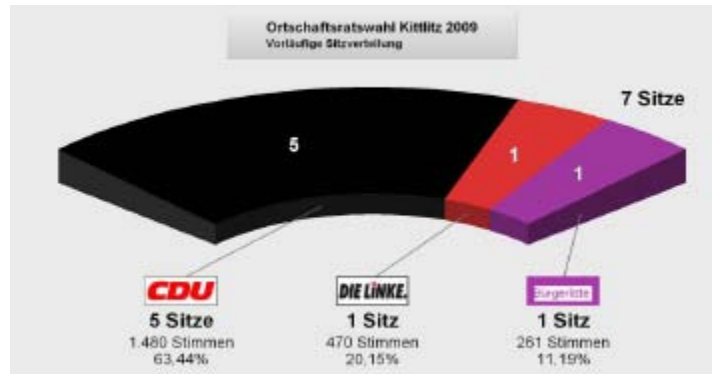 Ortschaftsratswahl Kittlitz 2009
Vorläufige Sitzverteilung
7 Sitze
5
1
1
CDU
DIE LINKE.
Bürgerliste
5 Sitze
1 Sitz
1 Sitz
1.480 Stimmen
470 Stimmen
261 Stimmen
63,44%
20,15%
11,19%